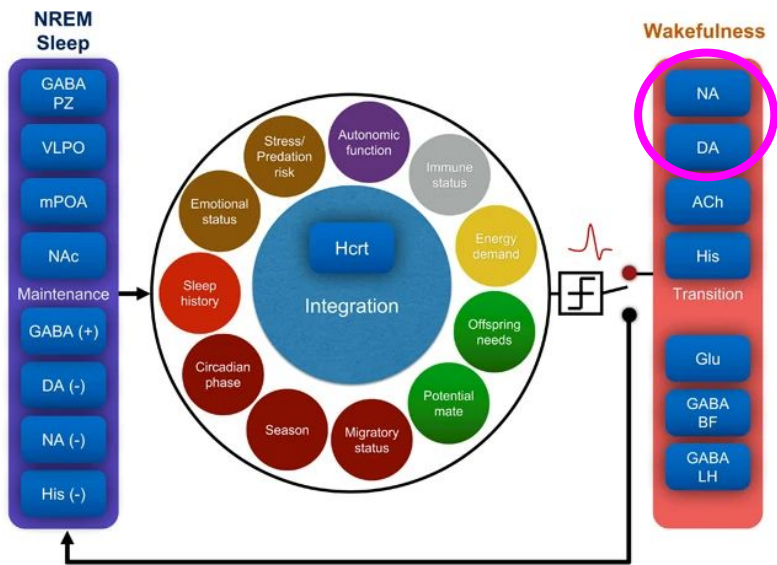 NREM
Sleep
GABA
PZ
VLPO
mPOA
NAc
Maintenance
GABA (+)
DA (-)
NA (-)
His (-)
Autonomic
function
Stress/
Predation
risk
Immune
status
Emotional
status
Hcrt
Energy
demand
Sleep
history
Integration
Offspring
needs
Circadian
phase
Potential
mate
Season
Migratory
status
Wakefulness
NA
DA
ACh
His
Transition
Glu
GABA
BF
GABA
LH